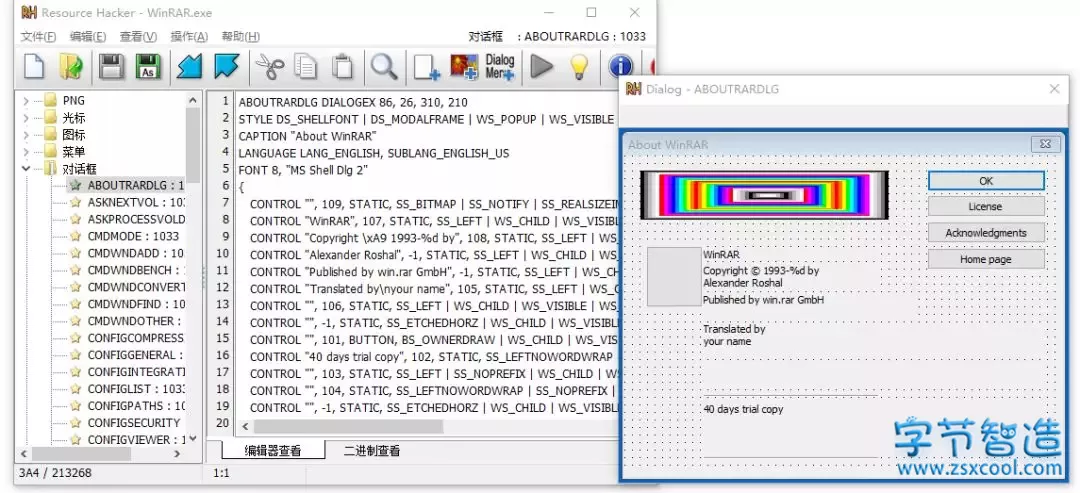 Resource Hacker - WinRAR.exe
文件(F) 编辑(E) 查看(V) 操作(A) 帮助(H) 对话框 : ABOUTRARDLG : 1033
As
Dialog
Menu
PNG
光标
图标
菜单
对话框
ABOUTRARDLG : 1
ASKNEXTVOL : 103
ASKPROCESSVOLD
CMDMODE : 1033
CMDWNDADD : 103
CMDWNDBENCH :
CMDWNDCONVERT
CMDWNDFIND : 10
CMDWNDOTHER :
CONFIGCOMPRESS
CONFIGGENERAL :
CONFIGINTEGRATI
CONFIGLIST : 1033
CONFIGPATHS : 10
CONFIGSECURITY
CONFIGVIEWER : 1
1 ABOUTRARDLG DIALOGEX 86, 26, 310, 210
2 STYLE DS_SHELLFONT | DS_MODALFRAME | WS_POPUP | WS_VISIBLE
3 CAPTION "About WinRAR"
4 LANGUAGE LANG_ENGLISH, SUBLANG_ENGLISH_US
5 FONT 8, "MS Shell Dlg 2"
6 {
7 CONTROL "", 109, STATIC, SS_BITMAP | SS_NOTIFY | SS_REALSIZEIM
8 CONTROL "WinRAR", 107, STATIC, SS_LEFT | WS_CHILD | WS_VISIB
9 CONTROL "Copyright \xA9 1993-%d by", 108, STATIC, SS_LEFT | WS
10 CONTROL "Alexander Roshal", -1, STATIC, SS_LEFT | WS_CHILD | WS
11 CONTROL "Published by win.rar GmbH", -1, STATIC, SS_LEFT | WS_
12 CONTROL "Translated by\nyour name", 105, STATIC, SS_LEFT | WS
13 CONTROL "", 106, STATIC, SS_LEFT | WS_CHILD | WS_VISIBLE | WS
14 CONTROL "", -1, STATIC, SS_ETCHEDHORZ | WS_CHILD | WS_VISIB
15 CONTROL "", 101, BUTTON, BS_OWNERDRAW | WS_CHILD | WS_VI
16 CONTROL "40 days trial copy", 102, STATIC, SS_LEFTNOWORDWRAP
17 CONTROL "", 103, STATIC, SS_LEFT | SS_NOPREFIX | WS_CHILD | W
18 CONTROL "", 104, STATIC, SS_LEFTNOWORDWRAP | SS_NOPREFIX |
19 CONTROL "", -1, STATIC, SS_ETCHEDHORZ | WS_CHILD | WS_VISIBL
20
编辑器查看 二进制查看
3A4 / 213268 1:1
Dialog - ABOUTRARDLG
About WinRAR
OK
License
Acknowledgments
Home page
WinRAR
Copyright © 1993-%d by
Alexander Roshal
Published by win.rar GmbH
Translated by
your name
40 days trial copy
字节智造
www.zsxcool.com